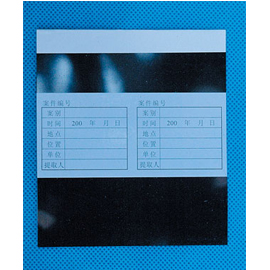 案件编号 案件编号
案别 案别
时间 200 年 月 日 时间 200 年 月 日
地点 地点
位置 位置
单位 单位
提取人 提取人